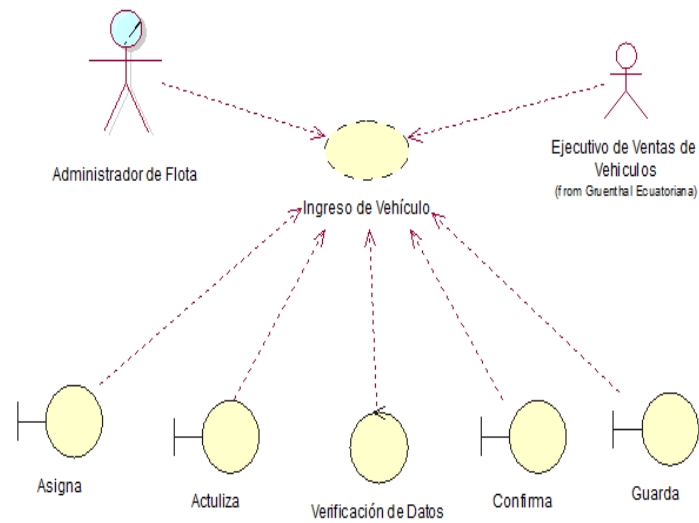 Administrador de Flota
Ejecutivo de Ventas de
Vehiculos
(from Gruenthal Ecuatoriana)
Ingreso de Vehículo
Asigna
Actuliza
Verificación de Datos
Confirma
Guarda